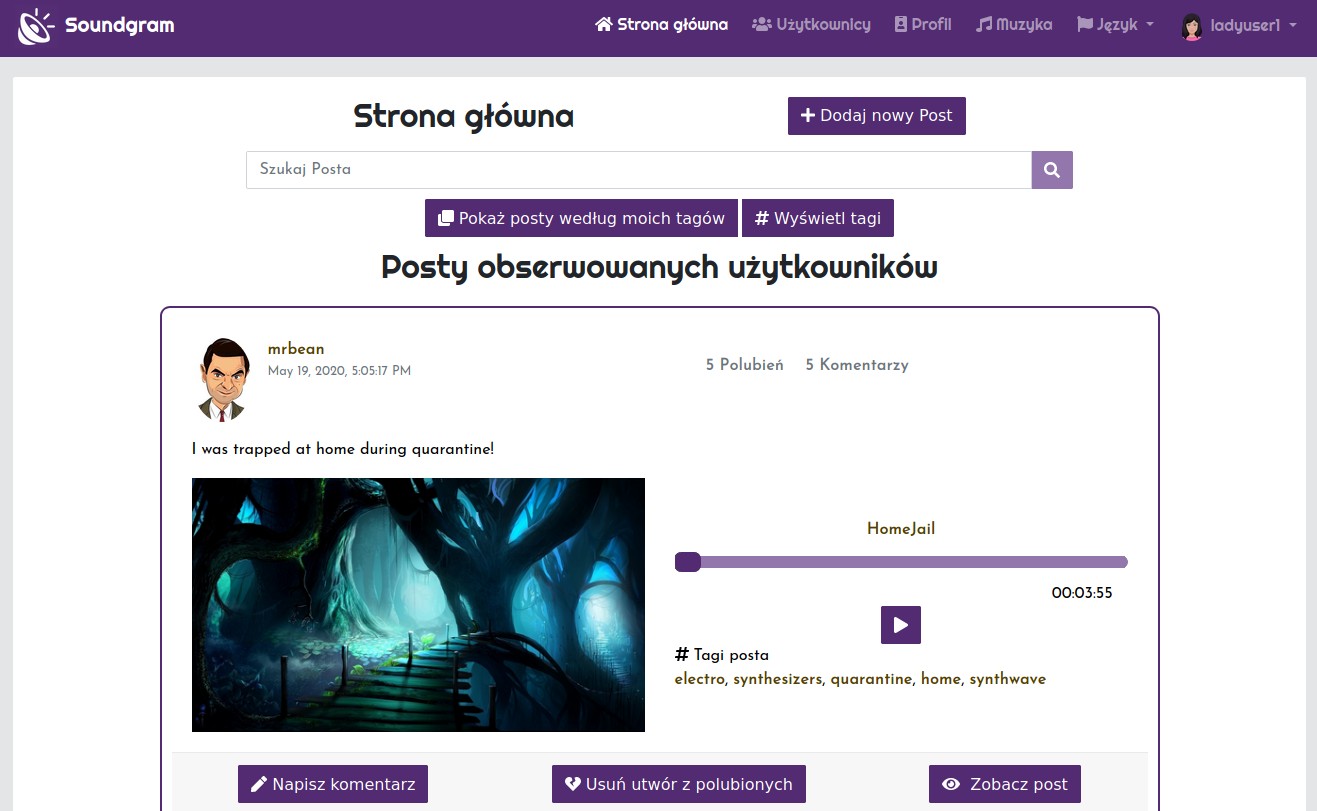 Soundgram
Strona główna Użytkownicy Profil Muzyka Język ladyuser1
Strona główna
Dodaj nowy Post
Szukaj Posta
Pokaż posty według moich tagów
# Wyświetl tagi
Posty obserwowanych użytkowników
mrbean
May 19, 2020, 5:05:17 PM
5 Polubień 5 Komentarzy
I was trapped at home during quarantine!
HomeJail
00:03:55
# Tagi posta
electro, synthesizers, quarantine, home, synthwave
Napisz komentarz
Usuń utwór z polubionych
Zobacz post